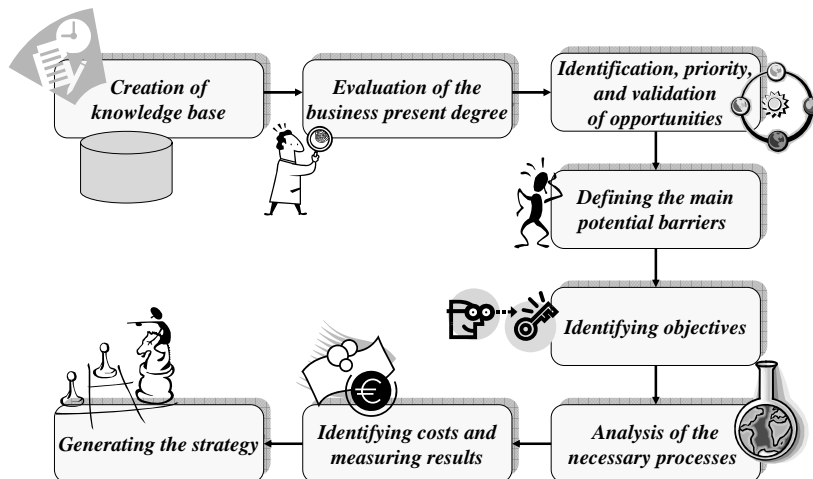 Creation of
knowledge base
Evaluation of the
business present degree
Identification, priority,
and validation
of opportunities
Defining the main
potential barriers
Identifying objectives
Analysis of the
necessary processes
Identifying costs and
measuring results
Generating the strategy